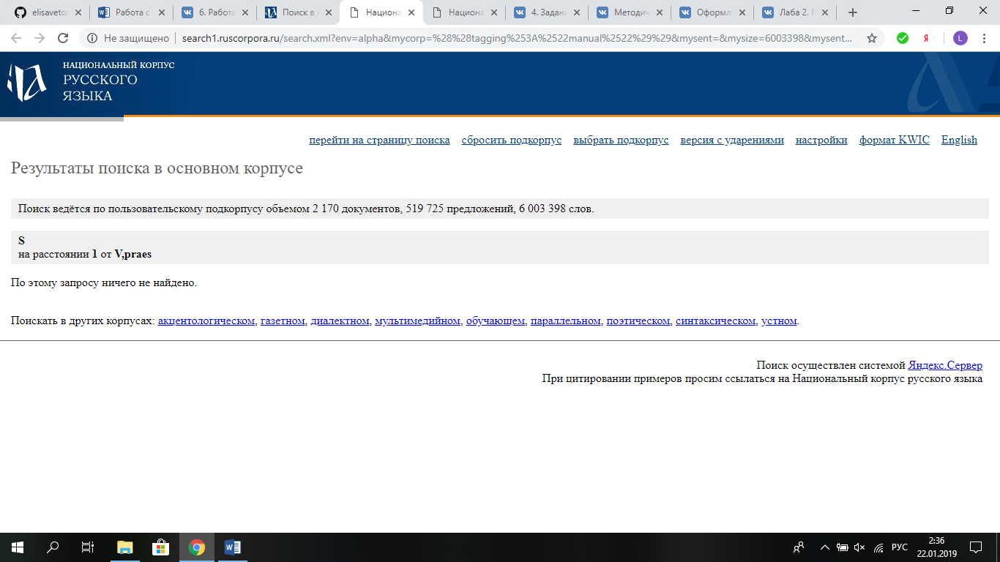 elisavetoc
Работа с
6. Работа
Поиск в
Национа
Национа
4. Задани
Методич
Оформл
Лаба 2. М
Не защищено
search1.ruscorpora.ru/search.xml?env=alpha&mycorp=%28%28tagging%253A%2522manual%2522%29%29&mysent=&mysize=6003398&mysent...
Я
L
НАЦИОНАЛЬНЫЙ КОРПУС
РУССКОГО
ЯЗЫКА
перейти на страницу поиска сбросить подкорпус выбрать подкорпус версия с ударениями настройки формат KWIC English
Результаты поиска в основном корпусе
Поиск ведётся по пользовательскому подкорпусу объемом 2 170 документов, 519 725 предложений, 6 003 398 слов.
S
на расстоянии 1 от V,praes
По этому запросу ничего не найдено.
Поискать в других корпусах: акцентологическом, газетном, диалектном, мультимедийном, обучающем, параллельном, поэтическом, синтаксическом, устном.
Поиск осуществлен системой Яндекс.Сервер
При цитировании примеров просим ссылаться на Национальный корпус русского языка
РУС
2:36
22.01.2019